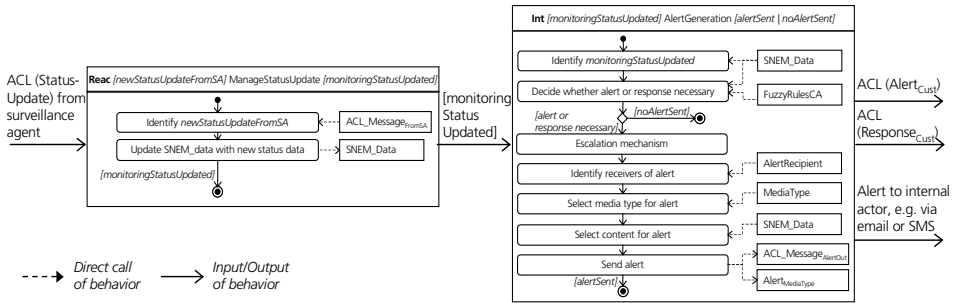 ACL (Status-
Update) from
surveillance
agent
Reac [newStatusUpdateFromSA] ManageStatusUpdate [monitoringStatusUpdated]
Identify newStatusUpdateFromSA
ACL_MessageFromSA
Update SNEM_data with new status data
SNEM_Data
[monitoringStatusUpdated]
[monitoring
Status
Updated]
Int [monitoringStatusUpdated] AlertGeneration [alertSent | noAlertSent]
Identify monitoringStatusUpdated
SNEM_Data
Decide whether alert or response necessary
FuzzyRulesCA
[alert or
response necessary]
[noAlertSent]
Escalation mechanism
Identify receivers of alert
AlertRecipient
Select media type for alert
MediaType
Select content for alert
SNEM_Data
Send alert
ACL_MessageAlertOut
AlertMediaType
[alertSent]
ACL (AlertCust)
ACL
(ResponseCust)
Alert to internal
actor, e.g. via
email or SMS
Direct call
of behavior
Input/Output
of behavior